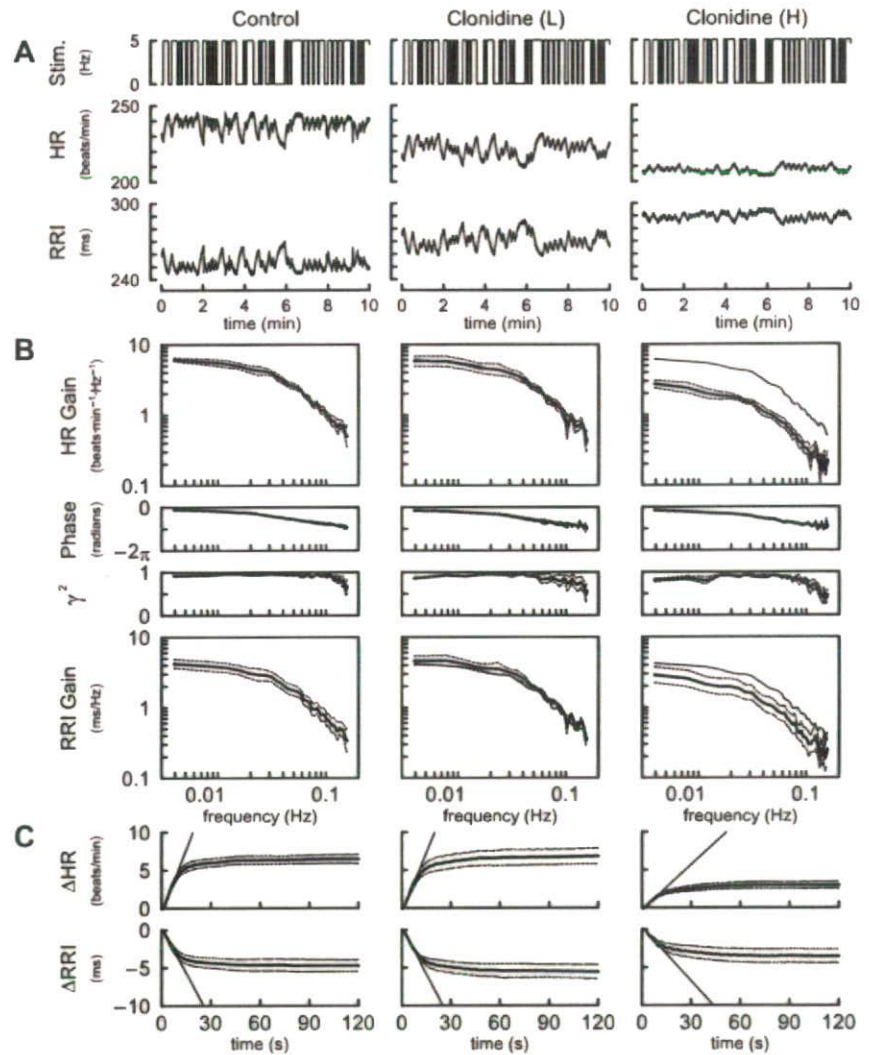 Control Clonidine (L) Clonidine (H)
A
Stim.
(Hz)
5
0
HR
(beats/min)
250
200
RRI
(ms)
300
240
0 2 4 6 8 10 0 2 4 6 8 10 0 2 4 6 8 10
time (min) time (min) time (min)
B
HR Gain
(beats·min⁻¹·Hz⁻¹)
10
1
0.1
Phase
(radians)
0
−2π
γ²
1
0
RRI Gain
(ms/Hz)
10
1
0.1
0.01 0.1 0.01 0.1 0.01 0.1
frequency (Hz) frequency (Hz) frequency (Hz)
C
ΔHR
(beats/min)
10
5
0
ΔRRI
(ms)
0
−5
−10
0 30 60 90 120 0 30 60 90 120 0 30 60 90 120
time (s) time (s) time (s)